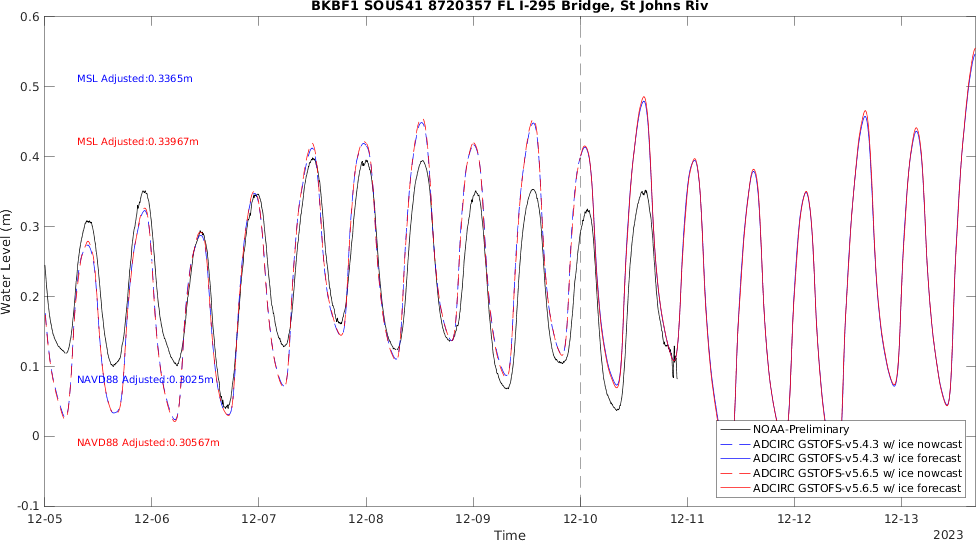 BKBF1 SOUS41 8720357 FL I-295 Bridge, St Johns Riv
0.6
0.5
0.4
0.3
0.2
0.1
0
-0.1
Water Level (m)
MSL Adjusted:0.3365m
MSL Adjusted:0.33967m
NAVD88 Adjusted:0.3025m
NAVD88 Adjusted:0.30567m
NOAA-Preliminary
ADCIRC GSTOFS-v5.4.3 w/ ice nowcast
ADCIRC GSTOFS-v5.4.3 w/ ice forecast
ADCIRC GSTOFS-v5.6.5 w/ ice nowcast
ADCIRC GSTOFS-v5.6.5 w/ ice forecast
12-05 12-06 12-07 12-08 12-09 12-10 12-11 12-12 12-13
Time
2023